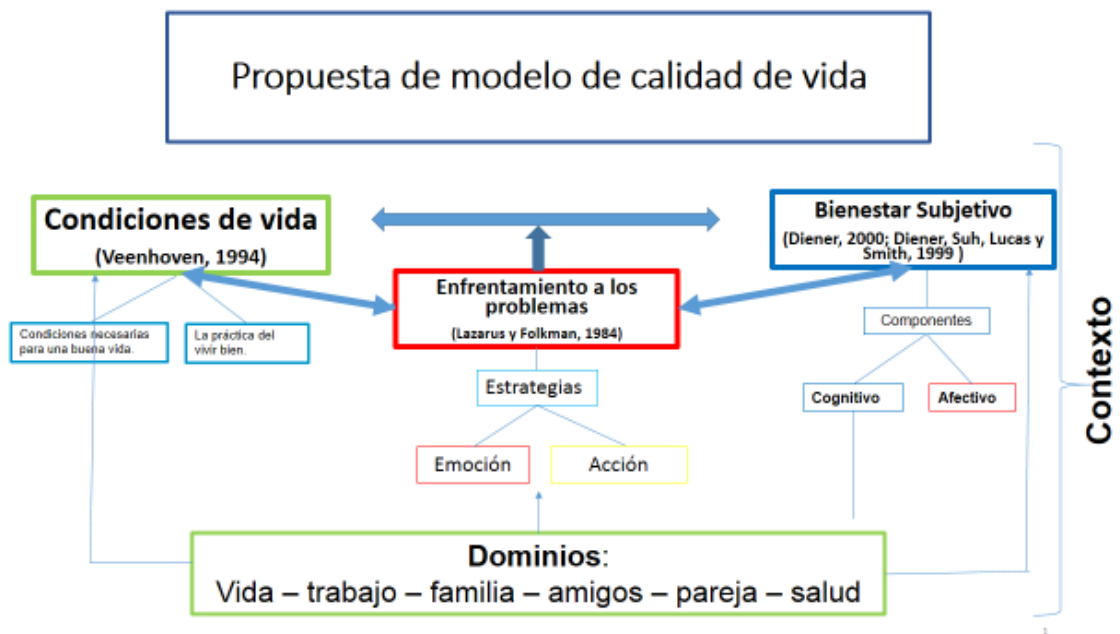 Propuesta de modelo de calidad de vida
Condiciones de vida
(Veenhoven, 1994)
Bienestar Subjetivo
(Diener, 2000; Diener, Suh, Lucas y
Smith, 1999 )
Enfrentamiento a los
problemas
(Lazarus y Folkman, 1984)
Condiciones necesarias
para una buena vida.
La práctica del
vivir bien.
Componentes
Estrategias
Cognitivo
Afectivo
Emoción
Acción
Dominios:
Vida – trabajo – familia – amigos – pareja – salud
Contexto
1